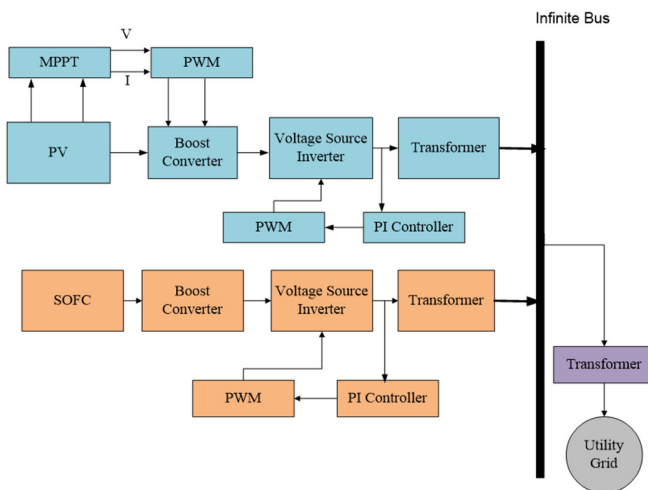 Infinite Bus
V
MPPT
PWM
I
PV
Boost
Converter
Voltage Source
Inverter
Transformer
PWM
PI Controller
SOFC
Boost
Converter
Voltage Source
Inverter
Transformer
PWM
PI Controller
Transformer
Utility
Grid